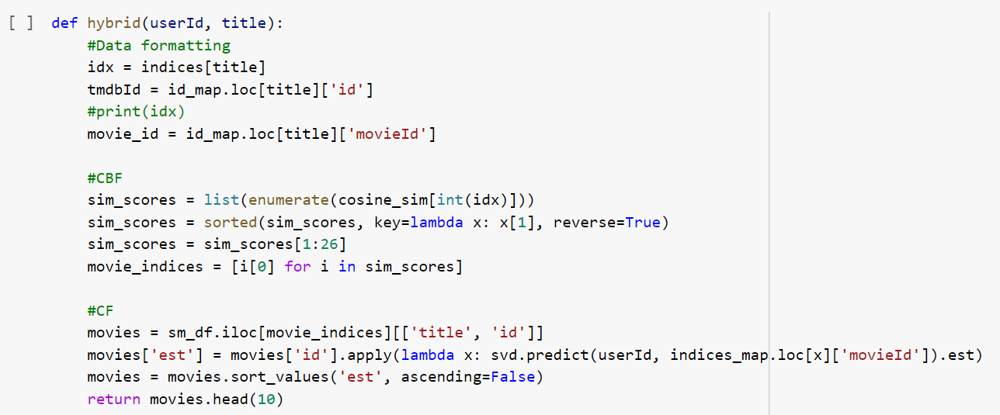 [ ] def hybrid(userId, title):
#Data formatting
idx = indices[title]
tmdbId = id_map.loc[title]['id']
#print(idx)
movie_id = id_map.loc[title]['movieId']
#CBF
sim_scores = list(enumerate(cosine_sim[int(idx)]))
sim_scores = sorted(sim_scores, key=lambda x: x[1], reverse=True)
sim_scores = sim_scores[1:26]
movie_indices = [i[0] for i in sim_scores]
#CF
movies = sm_df.iloc[movie_indices][['title', 'id']]
movies['est'] = movies['id'].apply(lambda x: svd.predict(userId, indices_map.loc[x]['movieId']).est)
movies = movies.sort_values('est', ascending=False)
return movies.head(10)